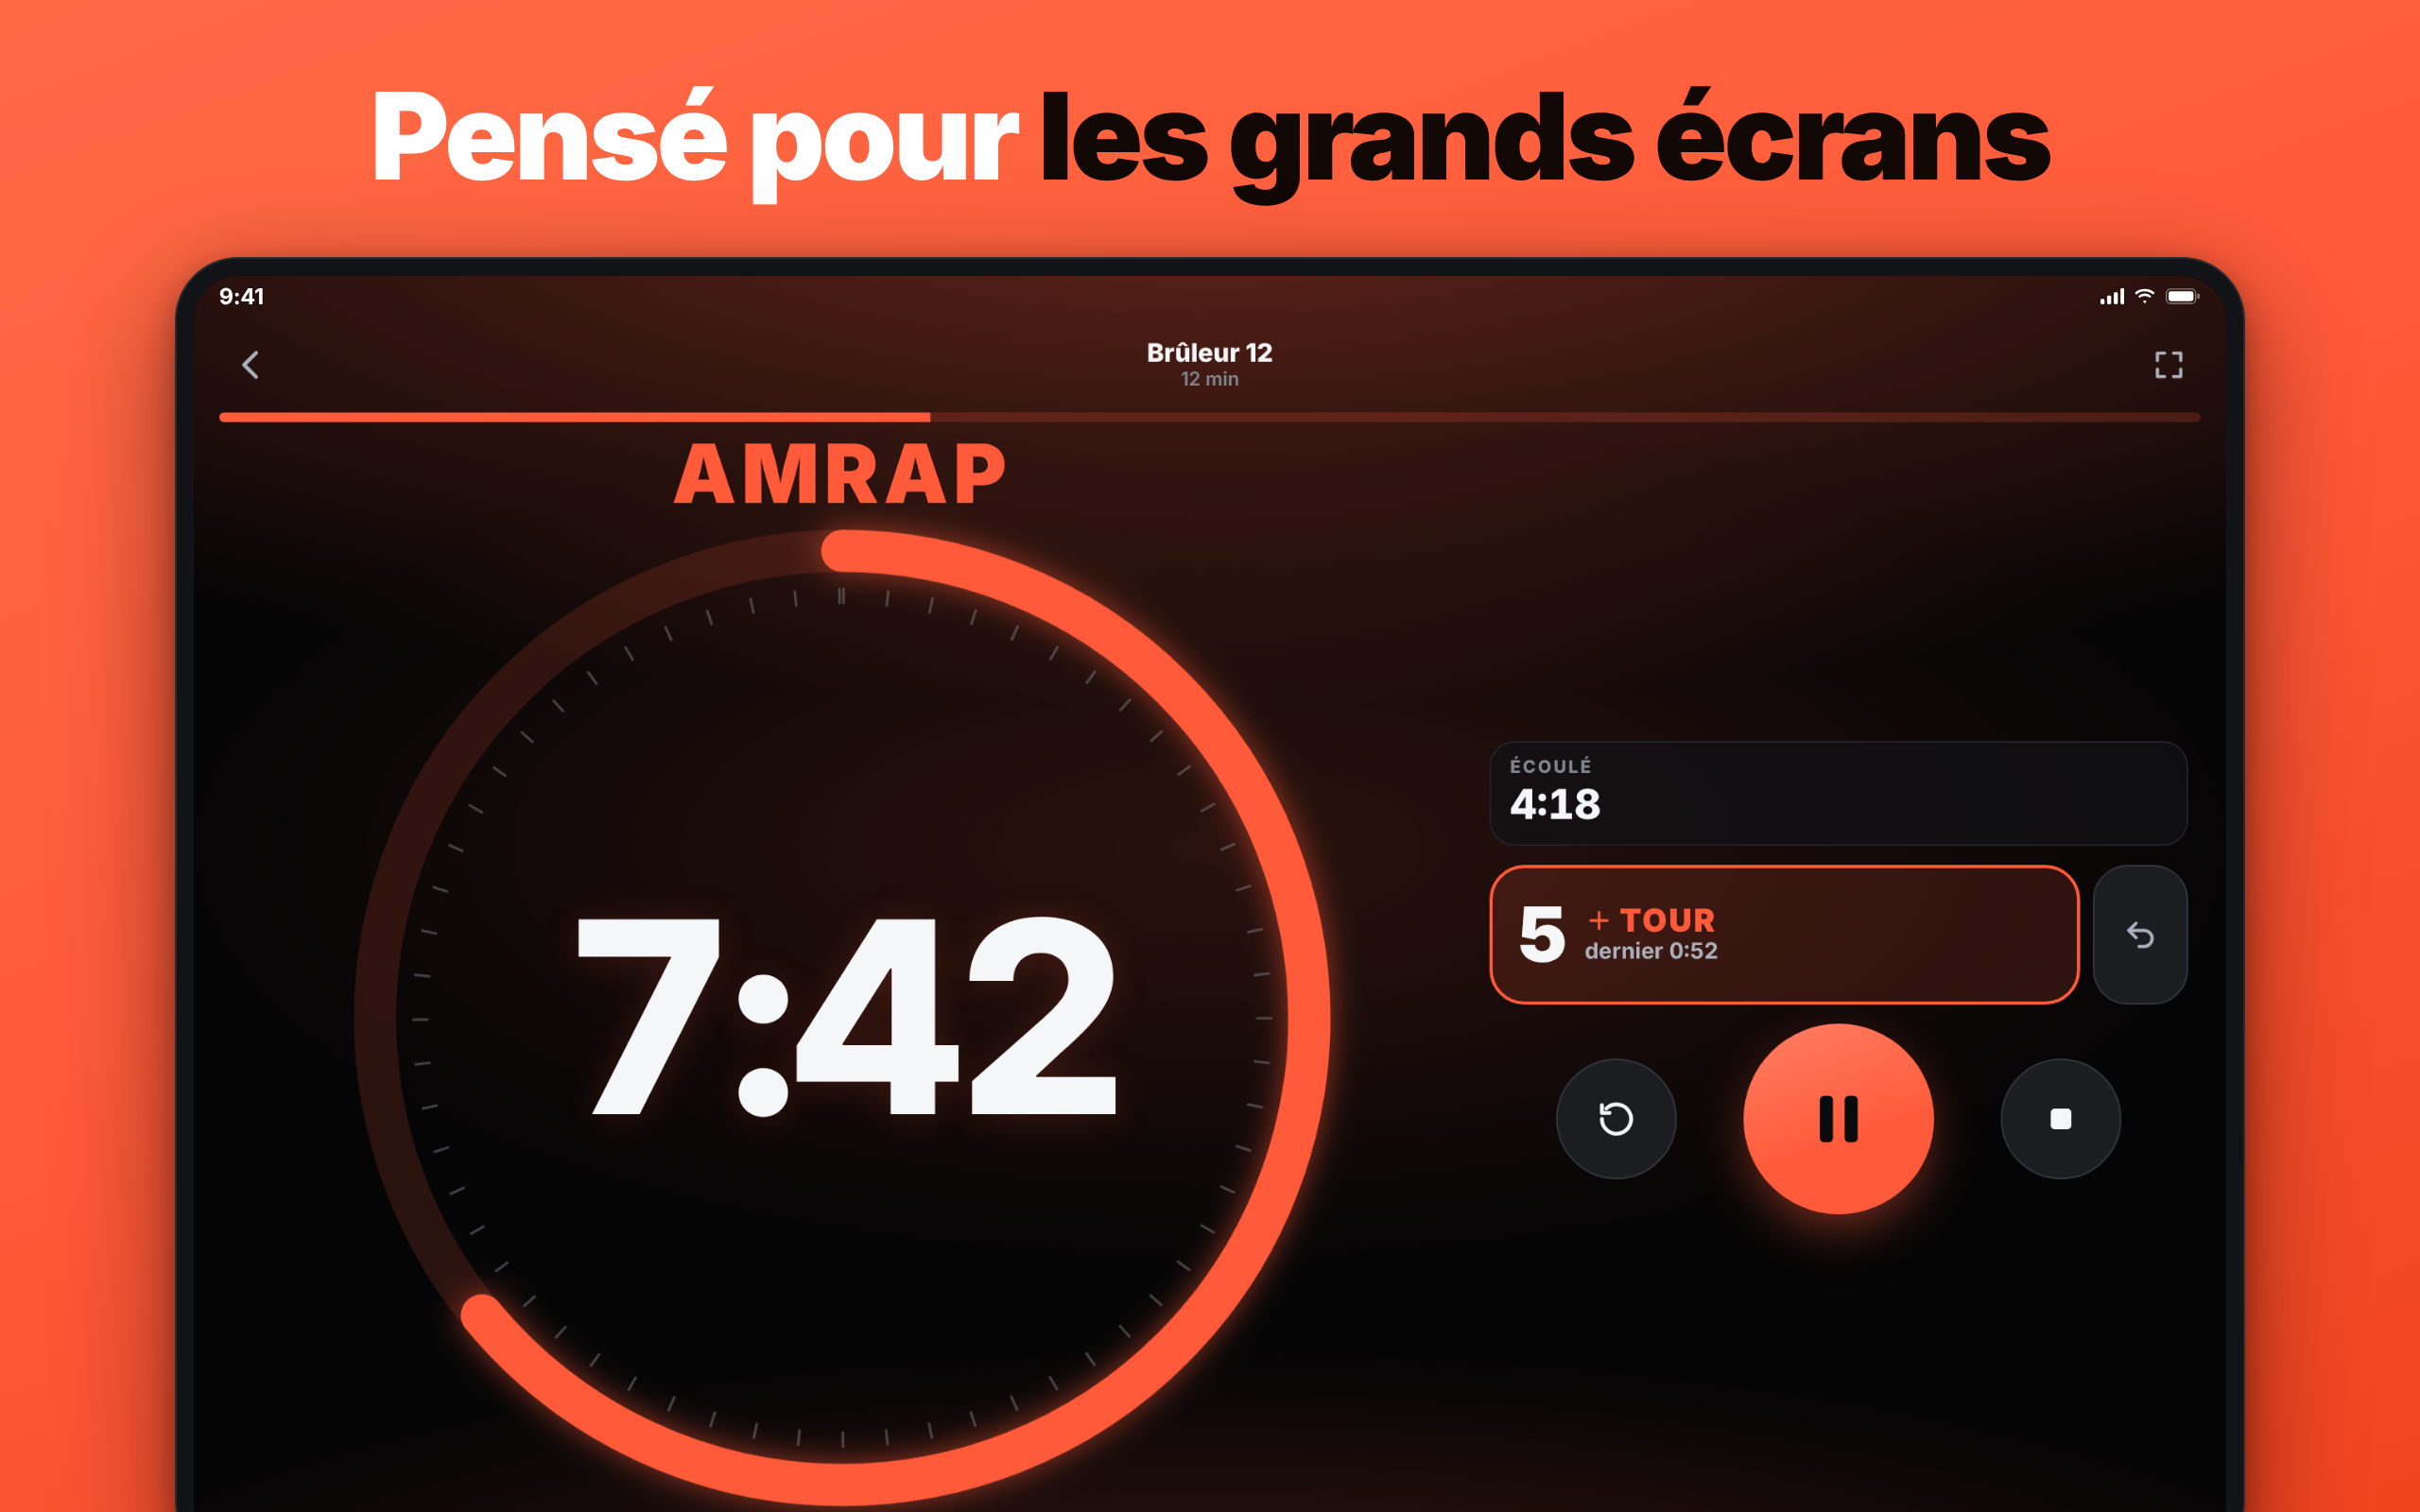 Pensé pour les grands écrans
9:41
Brûleur 12
12 min
AMRAP
7:42
ÉCOULÉ
4:18
5
+ TOUR
dernier 0:52